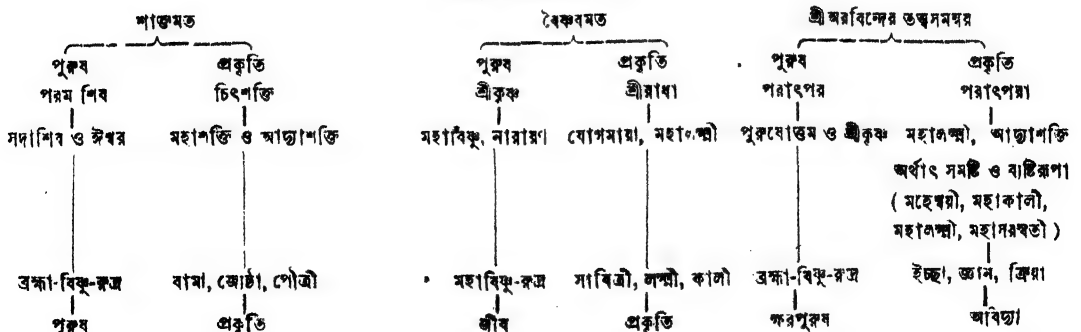 শাক্তমত বৈষ্ণবমত শ্রীঅরবিন্দের তত্ত্বসমন্বয়
পুরুষ প্রকৃতি পুরুষ প্রকৃতি পুরুষ প্রকৃতি
পরম শিব চিৎশক্তি শ্রীকৃষ্ণ শ্রীরাধা পরাৎপর পরাৎপরা
সদাশিব ও ঈশ্বর মহাশক্তি ও আদ্যাশক্তি মহাবিষ্ণু, নারায়ণ যোগমায়া, মহালক্ষ্মী পুরুষোত্তম ও শ্রীকৃষ্ণ মহালক্ষ্মী, আদ্যাশক্তি
অর্থাৎ সমষ্টি ও ব্যষ্টিরূপা
( মহেশ্বরী, মহাকালী,
মহালক্ষ্মী, মহাসরস্বতী )
ব্রহ্মা-বিষ্ণু-রুদ্র বামা, জ্যেষ্ঠা, পৌত্রী মহাবিষ্ণু-রুদ্র সাবিত্রী, লক্ষ্মী, কালী ব্রহ্মা-বিষ্ণু-রুদ্র ইচ্ছা, জ্ঞান, ক্রিয়া
পুরুষ প্রকৃতি জীব প্রকৃতি ক্ষরপুরুষ অবিদ্যা